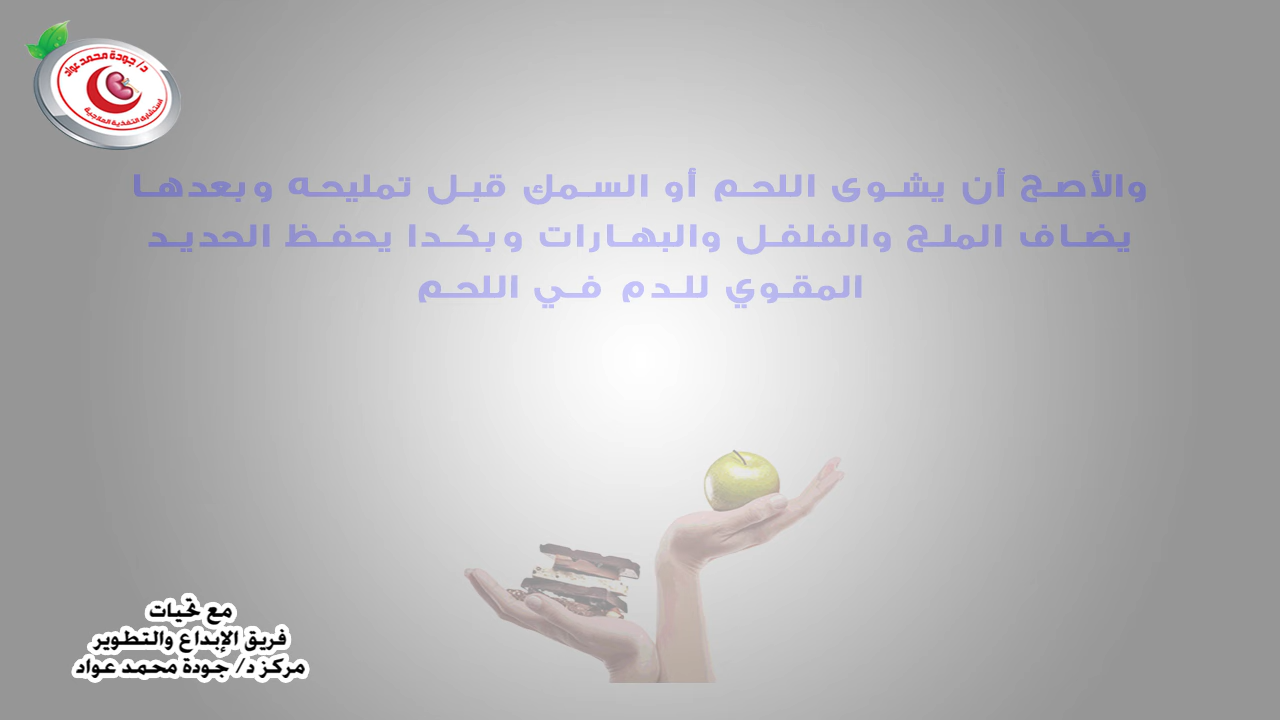 د/ جودة محمد عواد
استشارى التغذية العلاجية
والأصح أن يشوى اللحم أو السمك قبل تمليحه وبعدها
يضاف الملح والفلفل والبهارات وبكدا يحفظ الحديد
المقوي للدم في اللحم
مع تحيات
فريق الإبداع والتطوير
مركز د/ جودة محمد عواد